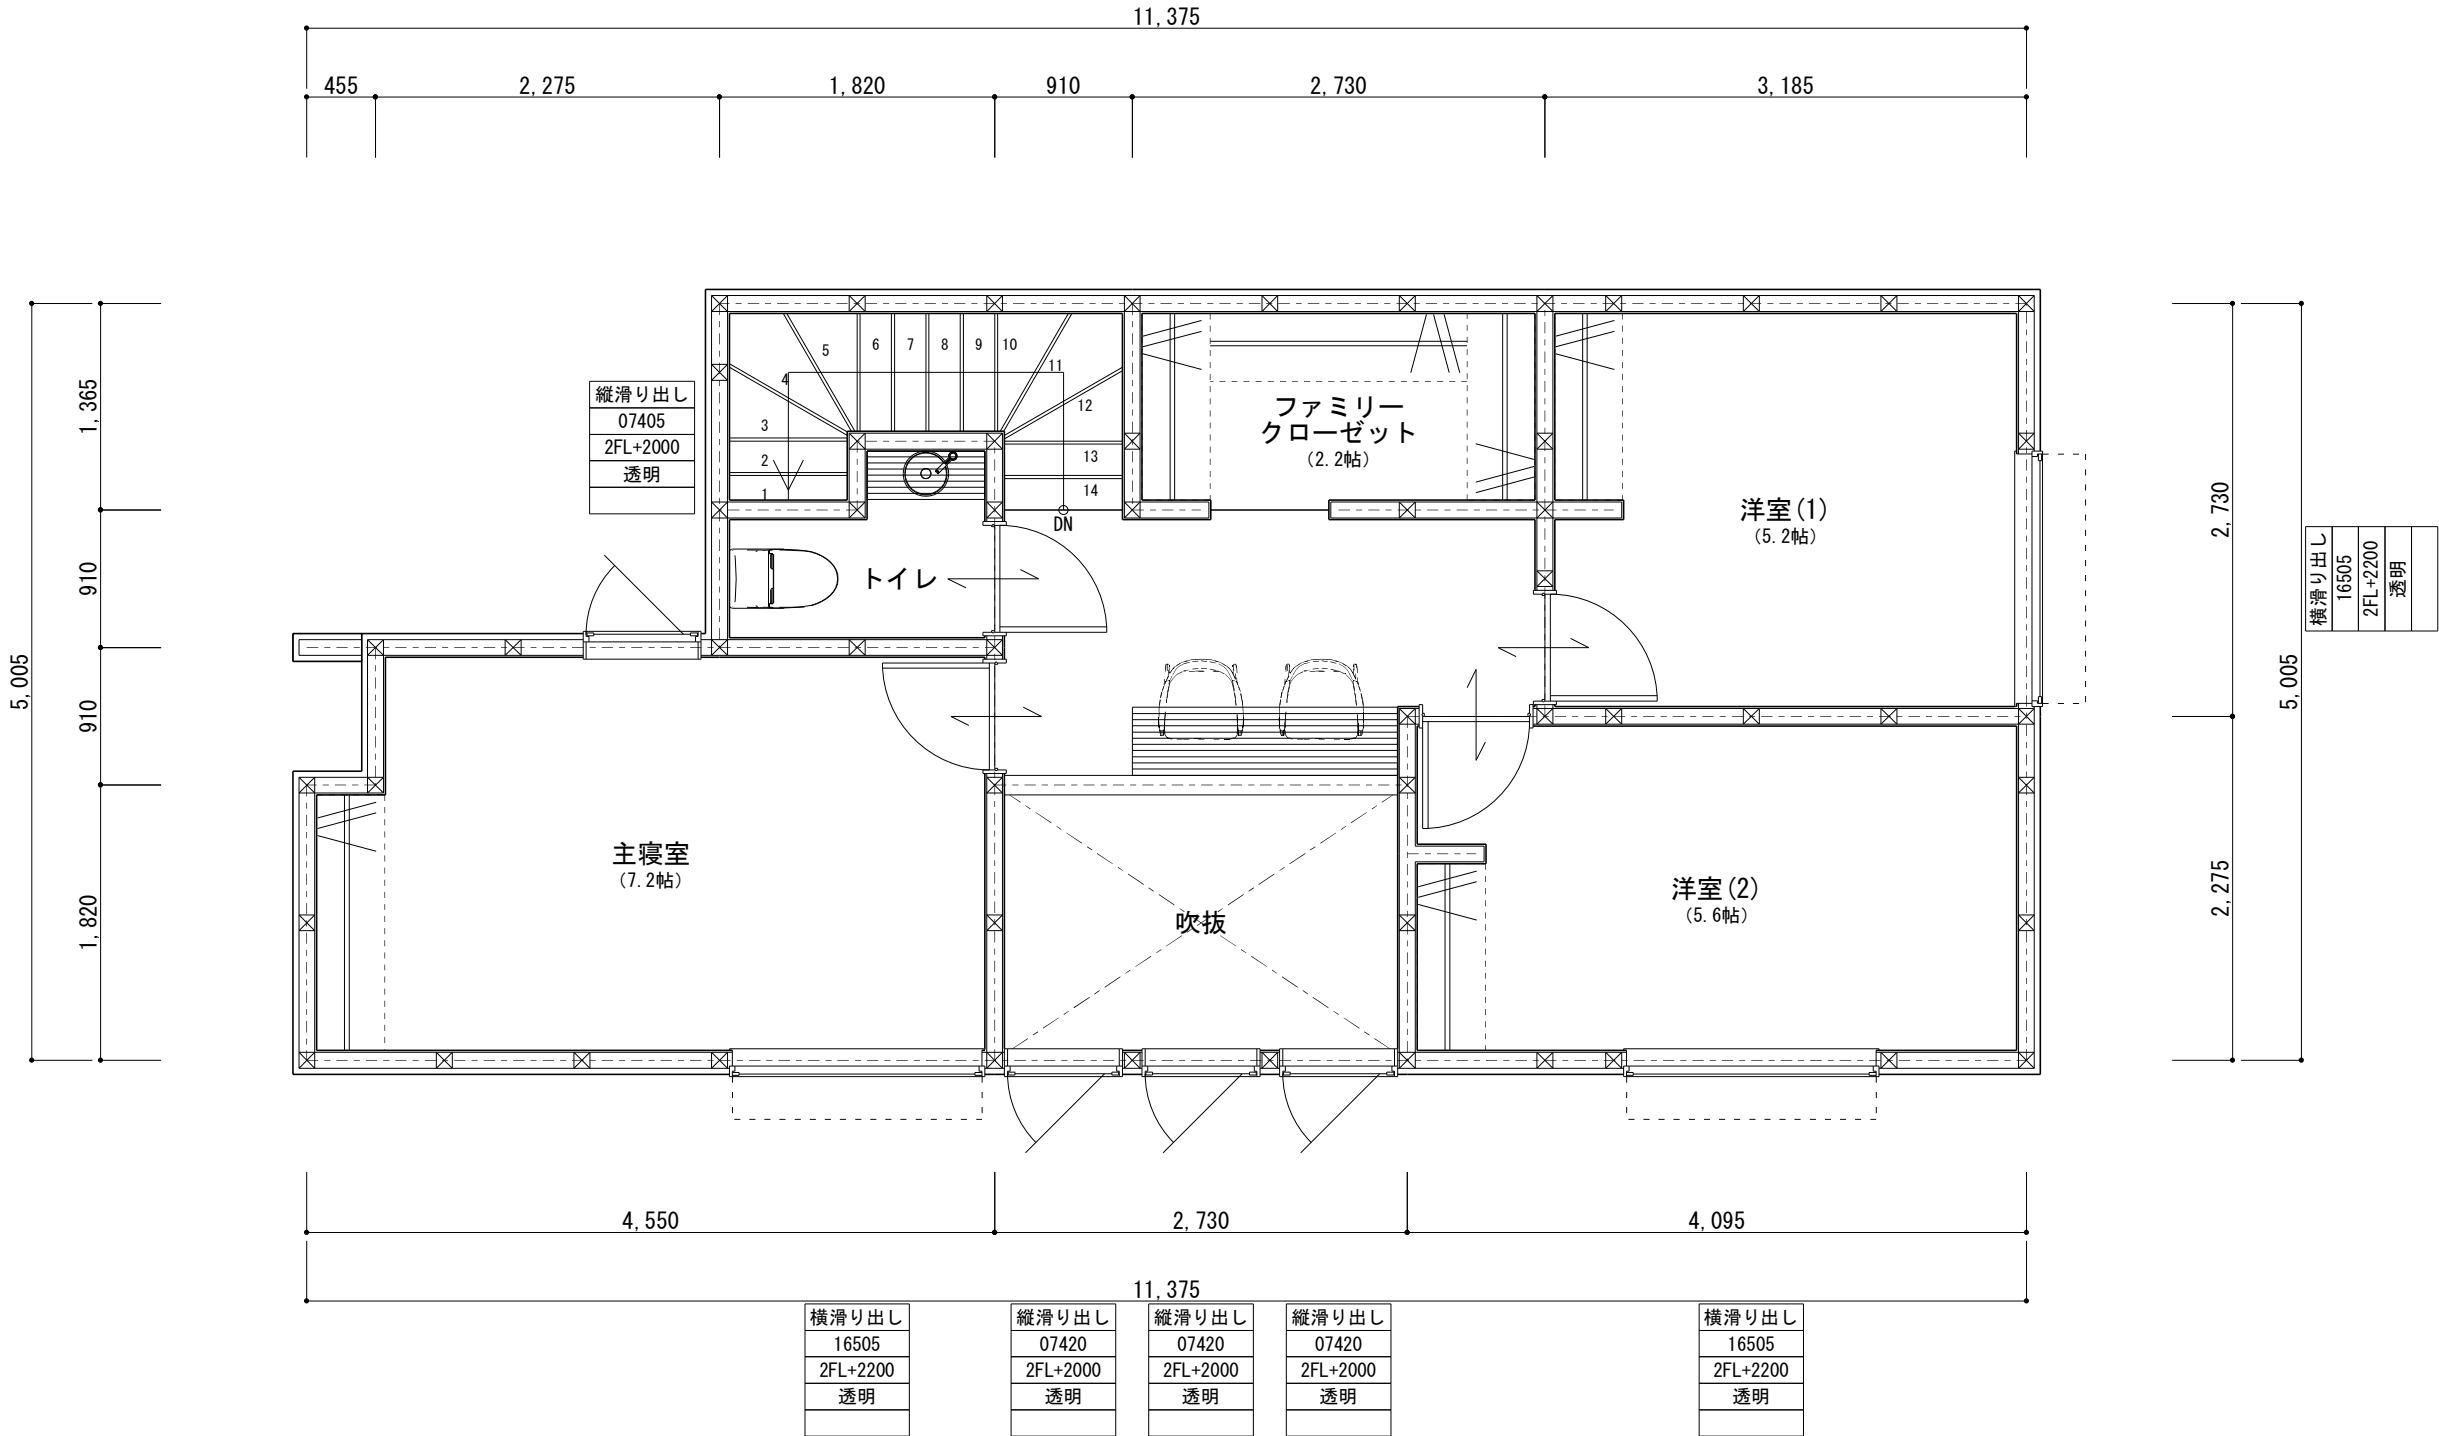 11,375
455
2,275
1,820
910
2,730
3,185
5,005
1,365
910
910
1,820
縦滑り出し
07405
2FL+2000
透明
1
2
3
4
5
6
7
8
9
10
11
12
13
14
DN
ファミリー
クローゼット
(2.2帖)
洋室(1)
(5.2帖)
トイレ
主寝室
(7.2帖)
吹抜
洋室(2)
(5.6帖)
2,730
2,275
5,005
横滑り出し
16505
2FL+2200
透明
4,550
2,730
4,095
11,375
横滑り出し
16505
2FL+2200
透明
縦滑り出し
07420
2FL+2000
透明
縦滑り出し
07420
2FL+2000
透明
縦滑り出し
07420
2FL+2000
透明
横滑り出し
16505
2FL+2200
透明